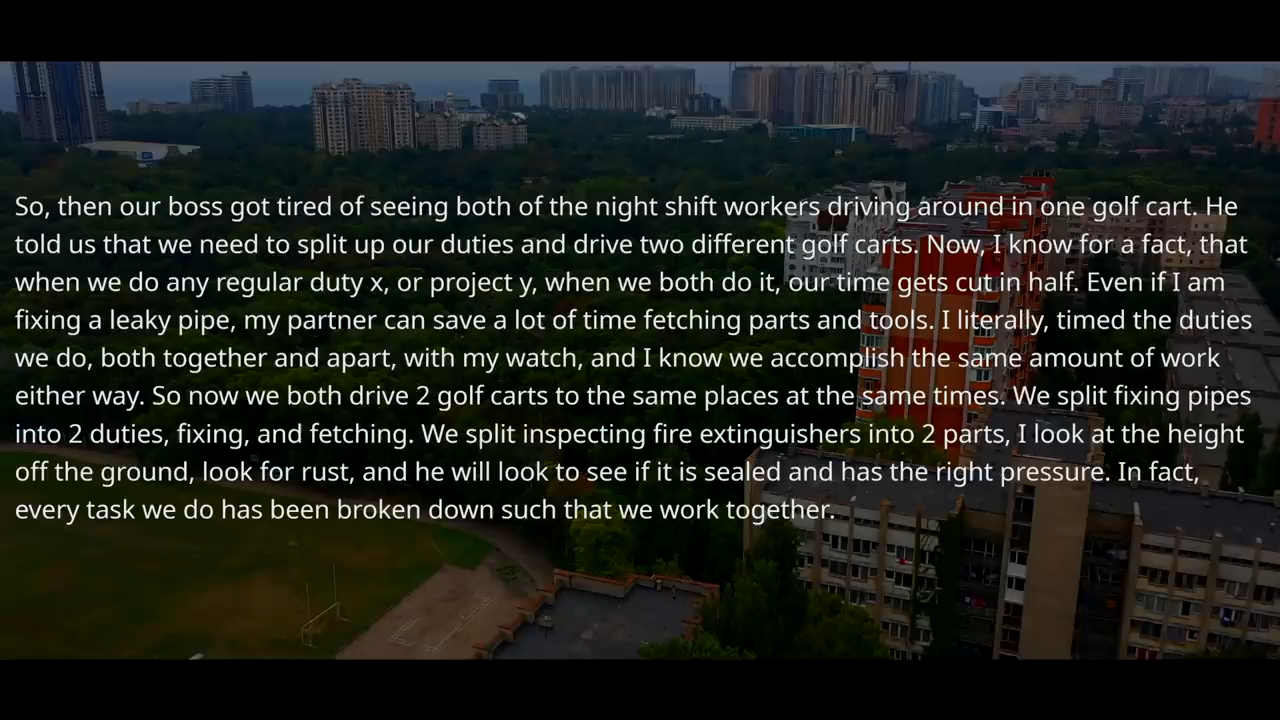 So, then our boss got tired of seeing both of the night shift workers driving around in one golf cart. He
told us that we need to split up our duties and drive two different golf carts. Now, I know for a fact, that
when we do any regular duty x, or project y, when we both do it, our time gets cut in half. Even if I am
fixing a leaky pipe, my partner can save a lot of time fetching parts and tools. I literally, timed the duties
we do, both together and apart, with my watch, and I know we accomplish the same amount of work
either way. So now we both drive 2 golf carts to the same places at the same times. We split fixing pipes
into 2 duties, fixing, and fetching. We split inspecting fire extinguishers into 2 parts, I look at the height
off the ground, look for rust, and he will look to see if it is sealed and has the right pressure. In fact,
every task we do has been broken down such that we work together.